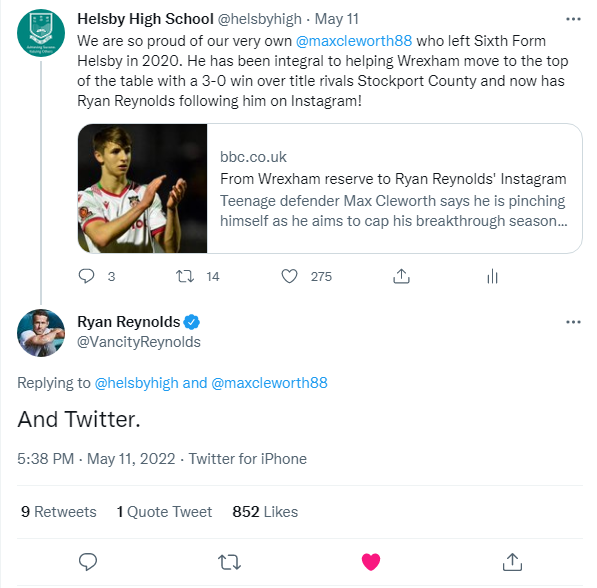 Helsby High School @helsbyhigh · May 11
We are so proud of our very own @maxcleworth88 who left Sixth Form
Helsby in 2020. He has been integral to helping Wrexham move to the top
of the table with a 3-0 win over title rivals Stockport County and now has
Ryan Reynolds following him on Instagram!
bbc.co.uk
From Wrexham reserve to Ryan Reynolds' Instagram
Teenage defender Max Cleworth says he is pinching
himself as he aims to cap his breakthrough season...
3 14 275
Ryan Reynolds
@VancityReynolds
Replying to @helsbyhigh and @maxcleworth88
And Twitter.
5:38 PM · May 11, 2022 · Twitter for iPhone
9 Retweets 1 Quote Tweet 852 Likes